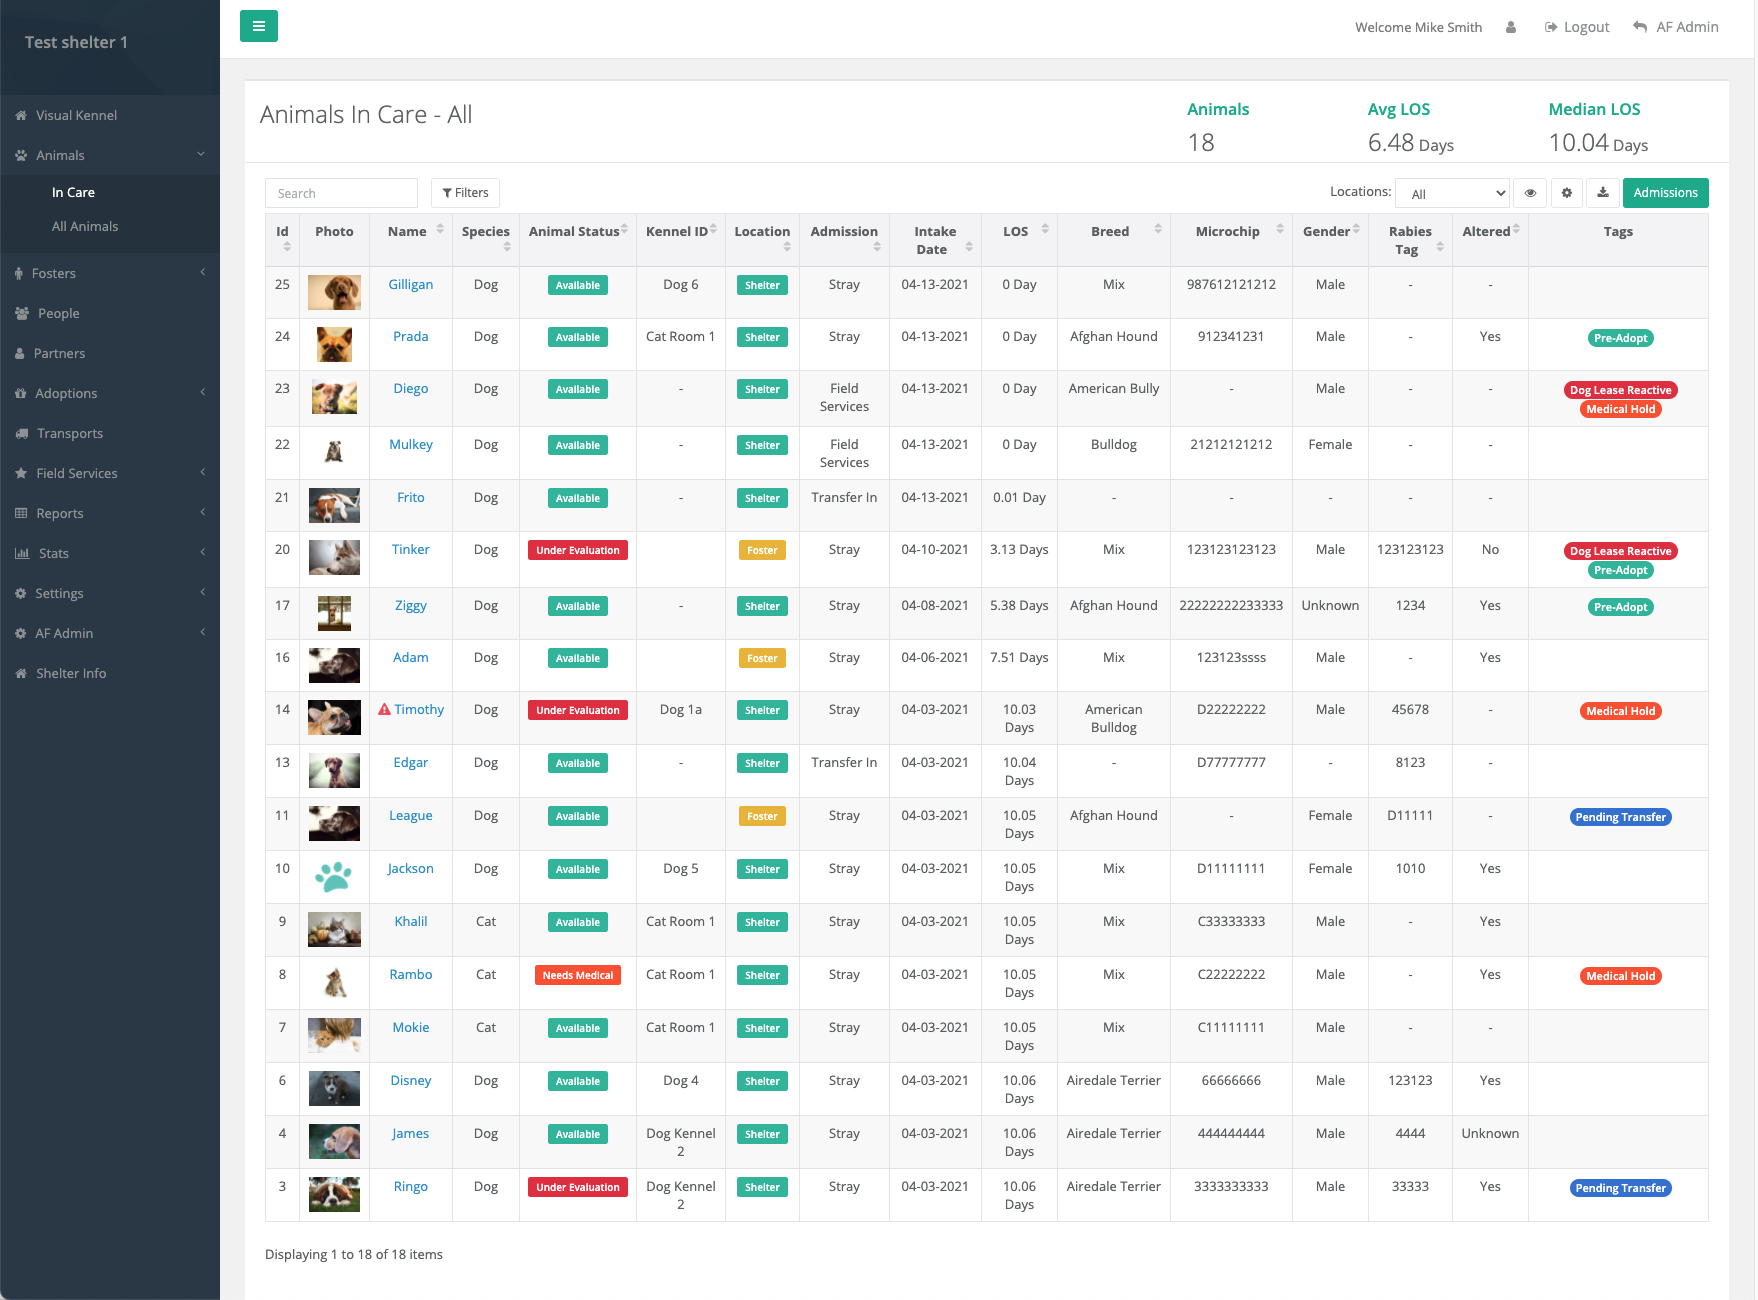 Test shelter 1
Welcome Mike Smith
Logout
AF Admin
Visual Kennel
Animals
In Care
All Animals
Fosters
People
Partners
Adoptions
Transports
Field Services
Reports
Stats
Settings
AF Admin
Shelter Info
Animals In Care - All
Animals
18
Avg LOS
6.48 Days
Median LOS
10.04 Days
Search
Filters
Locations: All
Admissions
Id Photo Name Species Animal Status Kennel ID Location Admission Intake Date LOS Breed Microchip Gender Rabies Tag Altered Tags
25 Gilligan Dog Available Dog 6 Shelter Stray 04-13-2021 0 Day Mix 987612121212 Male - -
24 Prada Dog Available Cat Room 1 Shelter Stray 04-13-2021 0 Day Afghan Hound 912341231 Male - Yes Pre-Adopt
23 Diego Dog Available - Shelter Field Services 04-13-2021 0 Day American Bully - Male - - Dog Lease Reactive Medical Hold
22 Mulkey Dog Available - Shelter Field Services 04-13-2021 0 Day Bulldog 21212121212 Female - -
21 Frito Dog Available - Shelter Transfer In 04-13-2021 0.01 Day - - - - -
20 Tinker Dog Under Evaluation Foster Stray 04-10-2021 3.13 Days Mix 123123123123 Male 123123123 No Dog Lease Reactive Pre-Adopt
17 Ziggy Dog Available - Shelter Stray 04-08-2021 5.38 Days Afghan Hound 22222222233333 Unknown 1234 Yes Pre-Adopt
16 Adam Dog Available Foster Stray 04-06-2021 7.51 Days Mix 123123ssss Male - Yes
14 Timothy Dog Under Evaluation Dog 1a Shelter Stray 04-03-2021 10.03 Days American Bulldog D22222222 Male 45678 - Medical Hold
13 Edgar Dog Available - Shelter Transfer In 04-03-2021 10.04 Days - D77777777 - 8123 -
11 League Dog Available Foster Stray 04-03-2021 10.05 Days Afghan Hound - Female D11111 - Pending Transfer
10 Jackson Dog Available Dog 5 Shelter Stray 04-03-2021 10.05 Days Mix D11111111 Female 1010 Yes
9 Khalil Cat Available Cat Room 1 Shelter Stray 04-03-2021 10.05 Days Mix C33333333 Male - Yes
8 Rambo Cat Needs Medical Cat Room 1 Shelter Stray 04-03-2021 10.05 Days Mix C22222222 Male - Yes Medical Hold
7 Mokie Cat Available Cat Room 1 Shelter Stray 04-03-2021 10.05 Days Mix C11111111 Male - -
6 Disney Dog Available Dog 4 Shelter Stray 04-03-2021 10.06 Days Airedale Terrier 66666666 Male 123123 Yes
4 James Dog Available Dog Kennel 2 Shelter Stray 04-03-2021 10.06 Days Airedale Terrier 444444444 Male 4444 Unknown
3 Ringo Dog Under Evaluation Dog Kennel 2 Shelter Stray 04-03-2021 10.06 Days Airedale Terrier 3333333333 Male 33333 Yes Pending Transfer
Displaying 1 to 18 of 18 items